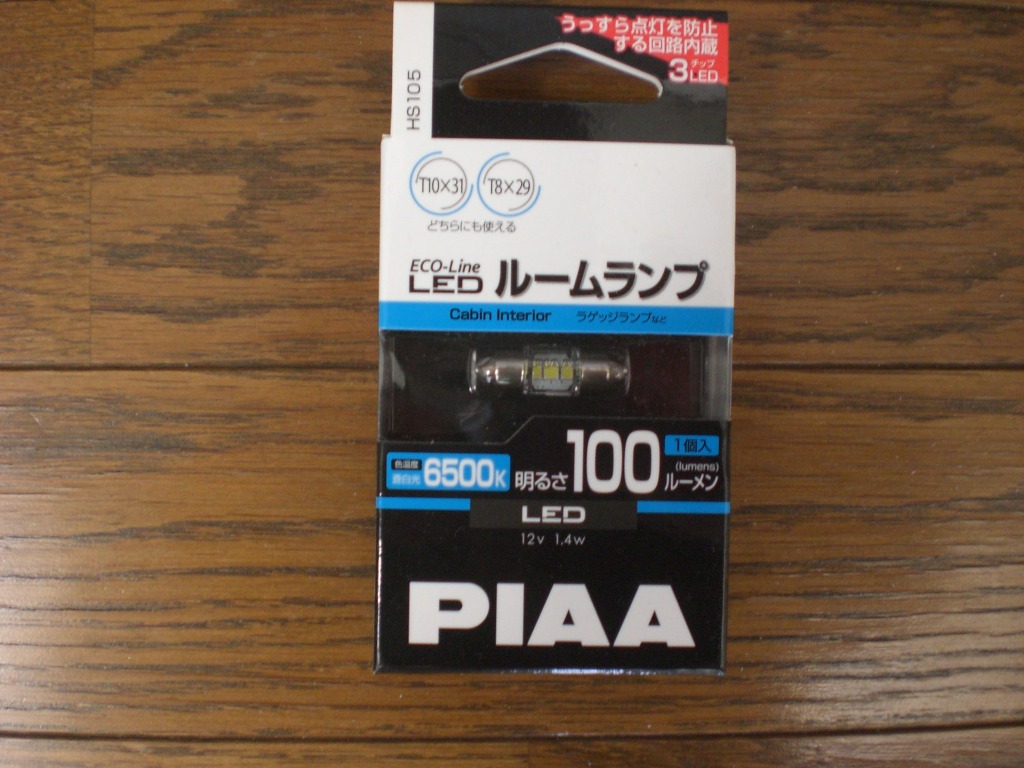 うっすら点灯を防止
する回路内蔵
3チップLED
HS105
T10×31 T8×29
どちらにも使える
ECO-Line
LED ルームランプ
Cabin Interior ラゲッジランプなど
1個入
色温度
蒼白光
6500K
明るさ100
(lumens)
ルーメン
LED
12v 1.4w
PIAA